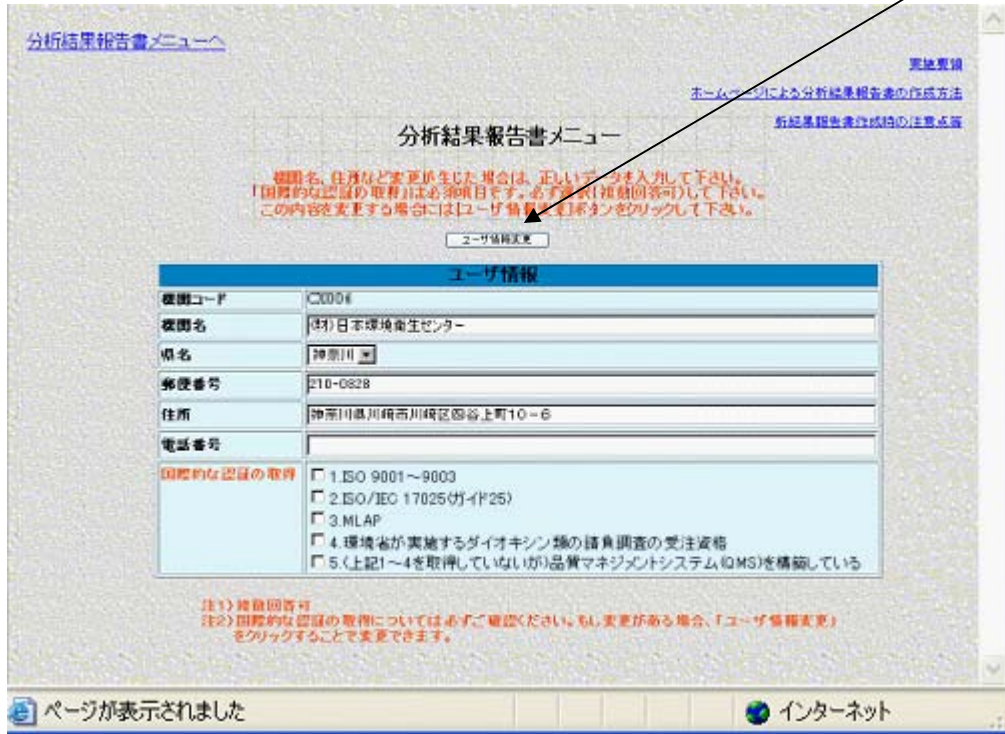 分析結果報告書メニューへ
実施要領
ホームページによる分析結果報告書の作成方法
析結果報告書作成時の注意点等
分析結果報告書メニュー
機関名、住所など変更が生じた場合は、正しいデータを入力して下さい。
「国際的な認証の取得」は必須項目です。必ず選択(複数回答可)して下さい。
この内容を変更する場合には[ユーザ情報変更]ボタンをクリックして下さい。
ユーザ情報変更
ユーザ情報
機関コード
機関名 (財)日本環境衛生センター
県名 神奈川
郵便番号 210-0828
住所 神奈川県川崎市川崎区四谷上町10-6
電話番号
国際的な認証の取得 1.ISO 9001~9003
2.ISO/IEC 17025(ガイド25)
3.MLAP
4.環境省が実施するダイオキシン類の請負調査の受注資格
5.(上記1~4を取得していないが)品質マネジメントシステム(QMS)を構築している
注1)複数回答可
注2)国際的な認証の取得については必ずご確認ください。もし変更がある場合、「ユーザ情報変更」
をクリックすることで変更できます。
ページが表示されました インターネット